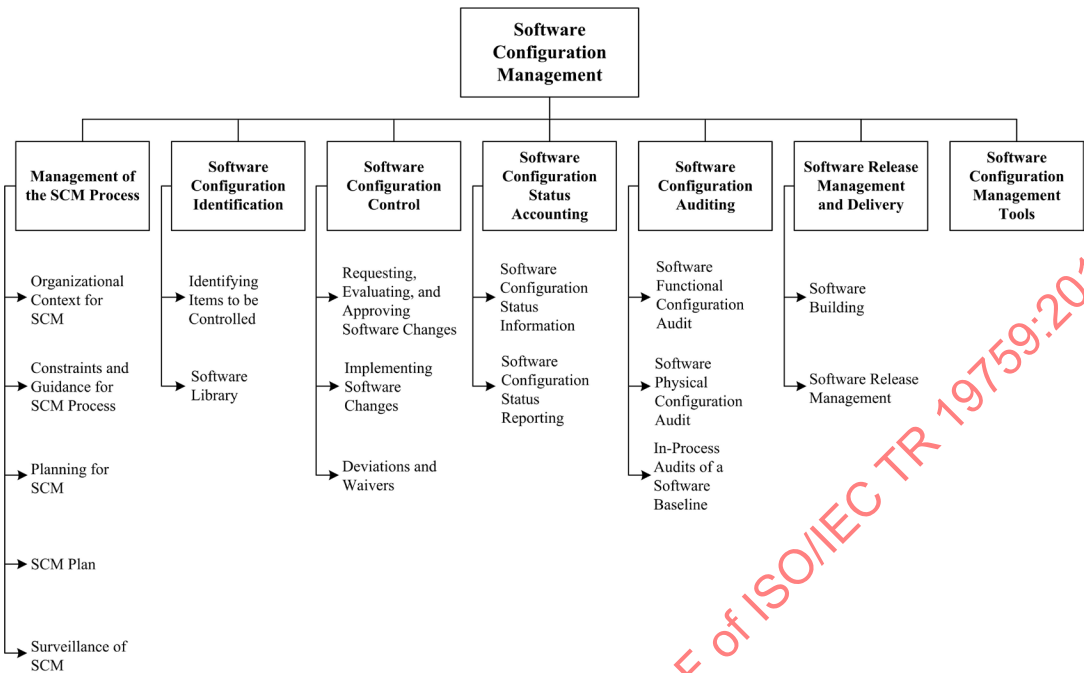 Software
Configuration
Management
Management of
the SCM Process
Organizational
Context for
SCM
Constraints and
Guidance for
SCM Process
Planning for
SCM
SCM Plan
Surveillance of
SCM
Software
Configuration
Identification
Identifying
Items to be
Controlled
Software
Library
Software
Configuration
Control
Requesting,
Evaluating, and
Approving
Software Changes
Implementing
Software
Changes
Deviations and
Waivers
Software
Configuration
Status
Accounting
Software
Configuration
Status
Information
Software
Configuration
Status
Reporting
Software
Configuration
Auditing
Software
Functional
Configuration
Audit
Software
Physical
Configuration
Audit
In-Process
Audits of a
Software
Baseline
Software Release
Management
and Delivery
Software
Building
Software Release
Management
Software
Configuration
Management
Tools
of ISO/IEC TR 19759:201